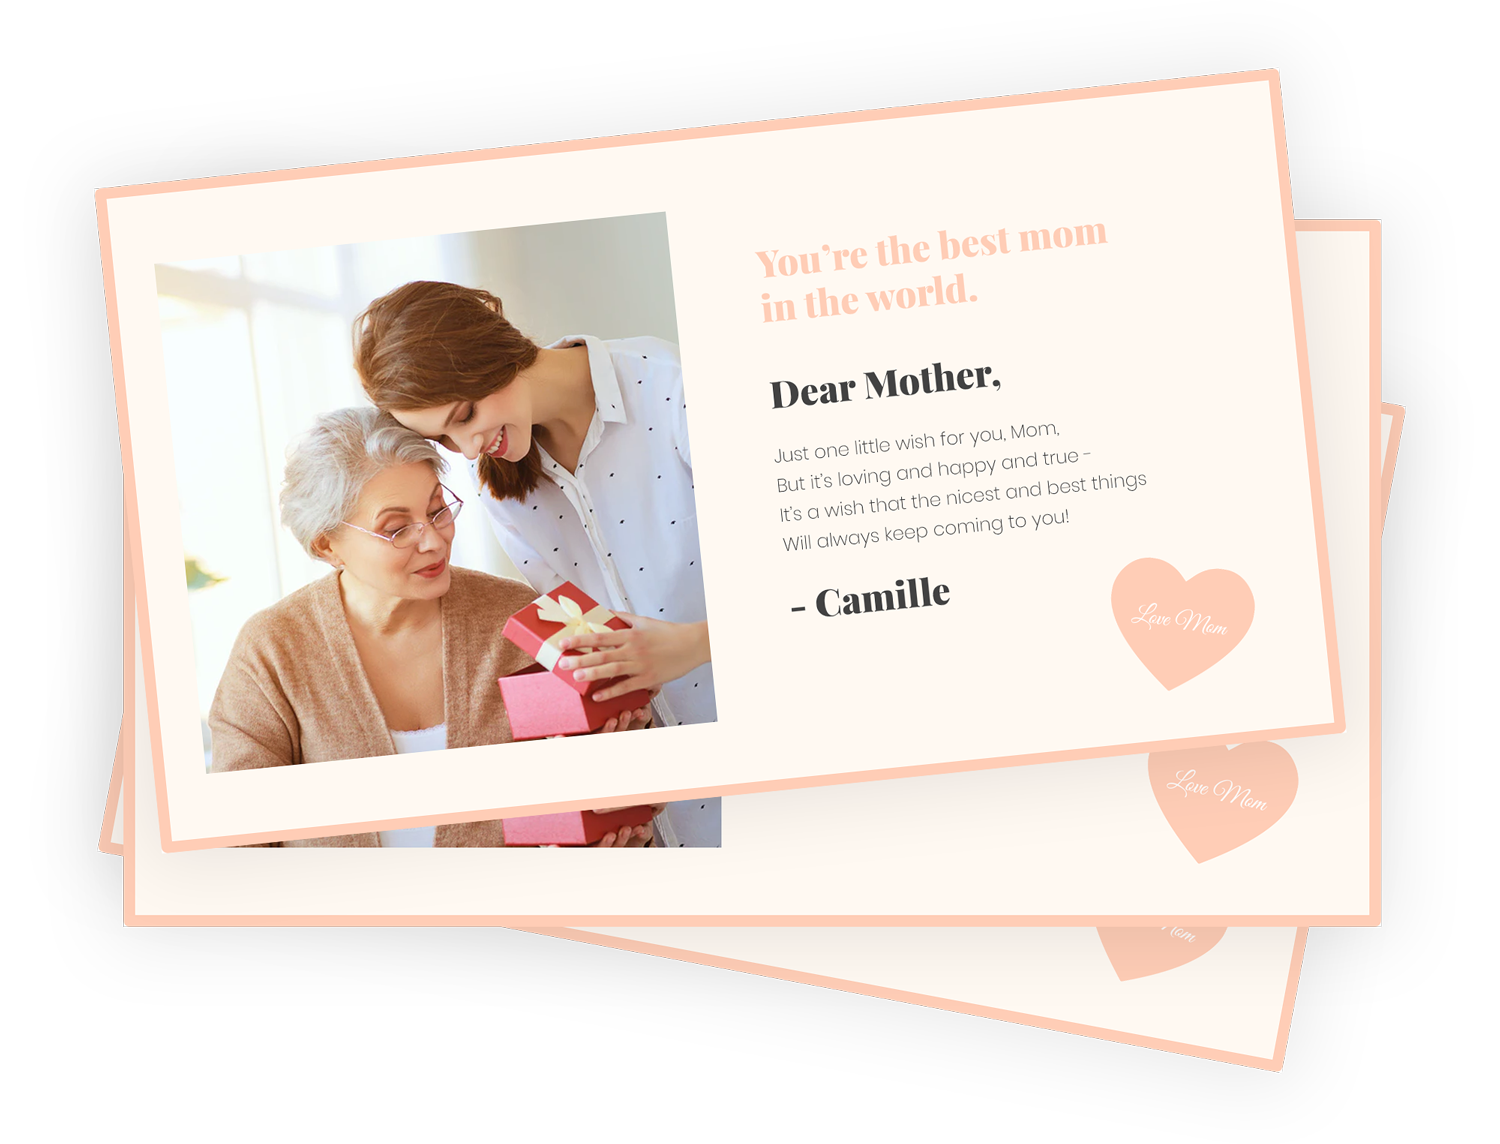 You’re the best mom
in the world.
Dear Mother,
Just one little wish for you, Mom,
But it’s loving and happy and true -
It’s a wish that the nicest and best things
Will always keep coming to you!
- Camille
Love Mom
Love Mom
Mom